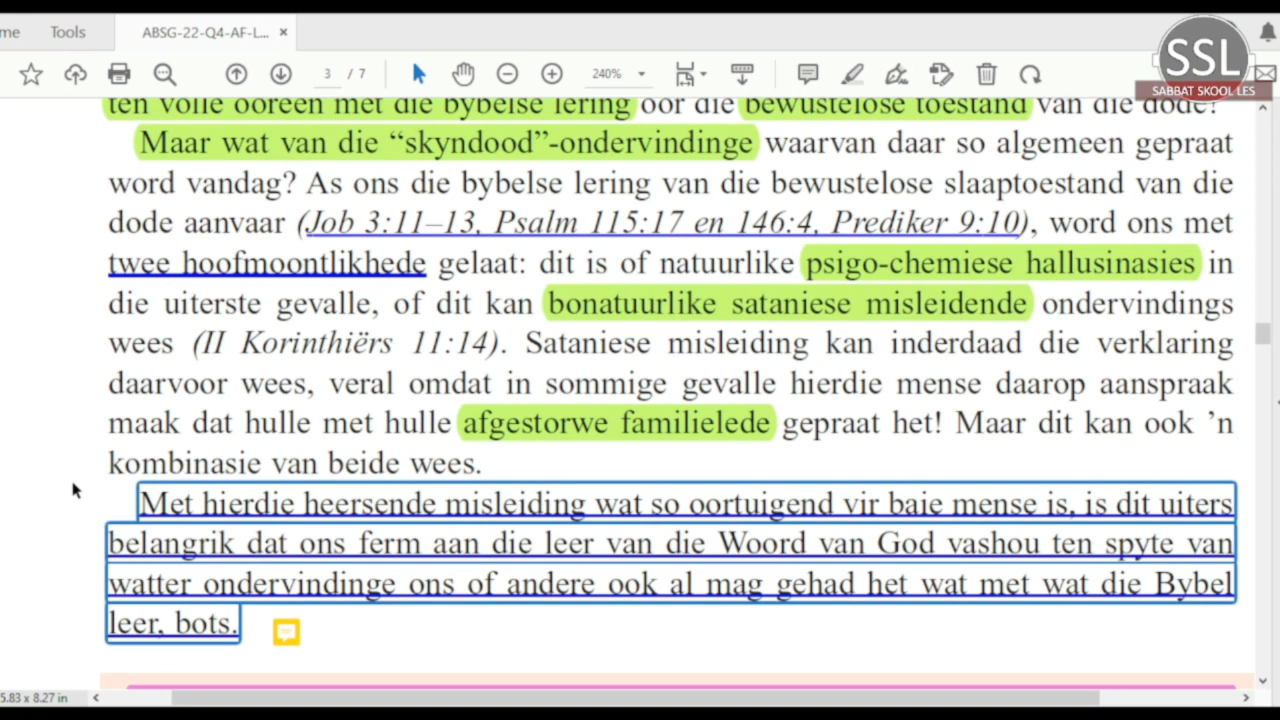 me Tools ABSG-22-Q4-AF-L... ×
3 / 7 240%
SSL
SABBAT SKOOL LES
ten volle ooreen met die bybelse lering oor die bewustelose toestand van die dode?
Maar wat van die “skyndood”-ondervindinge waarvan daar so algemeen gepraat
word vandag? As ons die bybelse lering van die bewustelose slaaptoestand van die
dode aanvaar (Job 3:11–13, Psalm 115:17 en 146:4, Prediker 9:10), word ons met
twee hoofmoontlikhede gelaat: dit is of natuurlike psigo-chemiese hallusinasies in
die uiterste gevalle, of dit kan bonatuurlike sataniese misleidende ondervindings
wees (II Korinthiërs 11:14). Sataniese misleiding kan inderdaad die verklaring
daarvoor wees, veral omdat in sommige gevalle hierdie mense daarop aanspraak
maak dat hulle met hulle afgestorwe familielede gepraat het! Maar dit kan ook ’n
kombinasie van beide wees.
Met hierdie heersende misleiding wat so oortuigend vir baie mense is, is dit uiters
belangrik dat ons ferm aan die leer van die Woord van God vashou ten spyte van
watter ondervindinge ons of andere ook al mag gehad het wat met wat die Bybel
leer, bots.
5.83 x 8.27 in